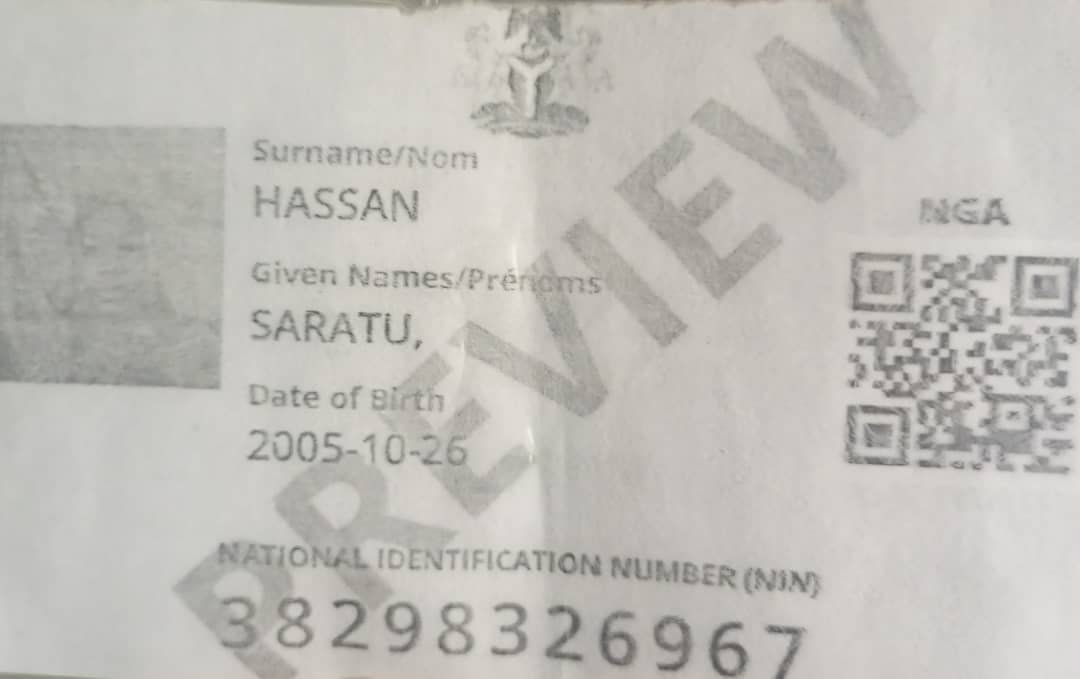 Surname/Nom
HASSAN
NGA
Given Names/Prénoms
SARATU,
Date of Birth
2005-10-26
NATIONAL IDENTIFICATION NUMBER (NIN)
38298326967
PREVIEW